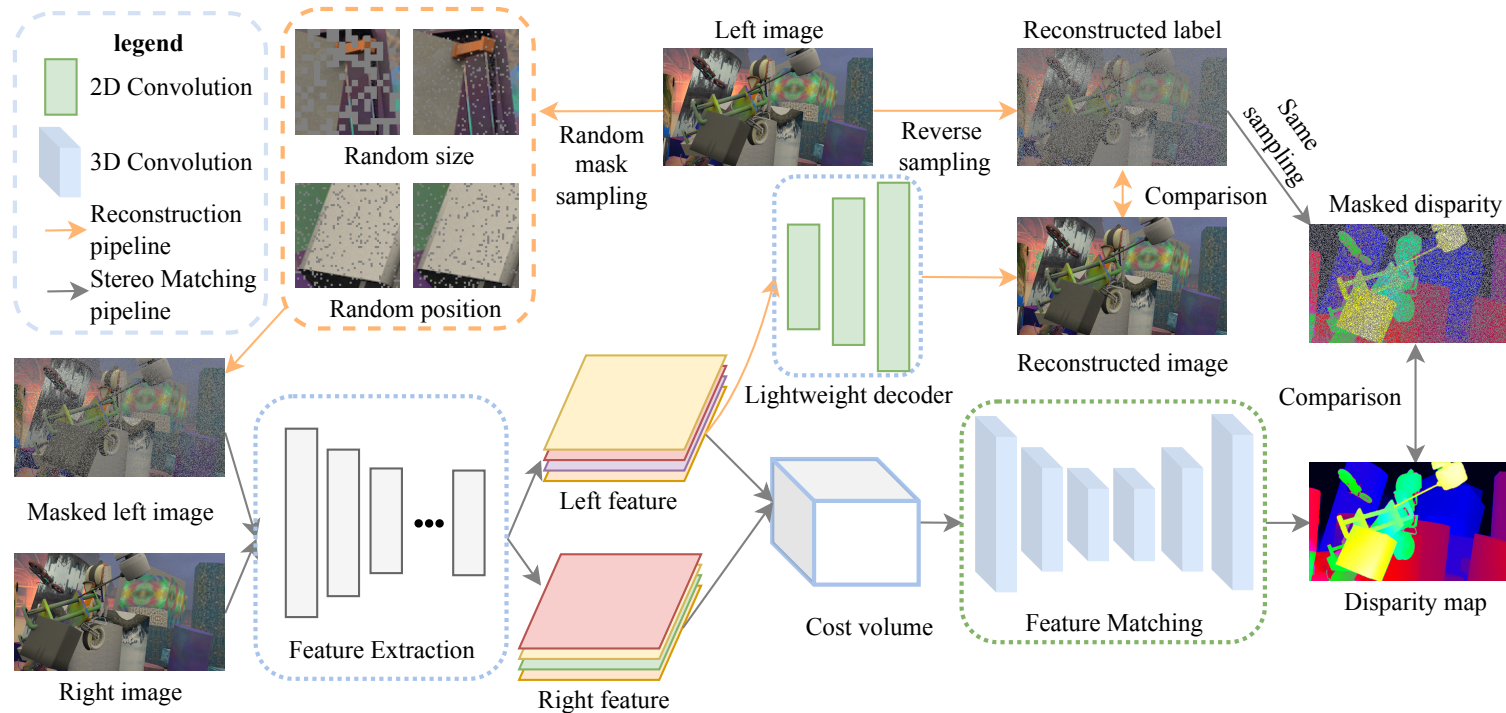 legend
2D Convolution
3D Convolution
Reconstruction
pipeline
Stereo Matching
pipeline
Random size
Random position
Random
mask
sampling
Left image
Reverse
sampling
Reconstructed label
Same
sampling
Comparison
Masked disparity
Reconstructed image
Lightweight decoder
Comparison
Masked left image
Right image
Feature Extraction
Left feature
Right feature
Cost volume
Feature Matching
Disparity map